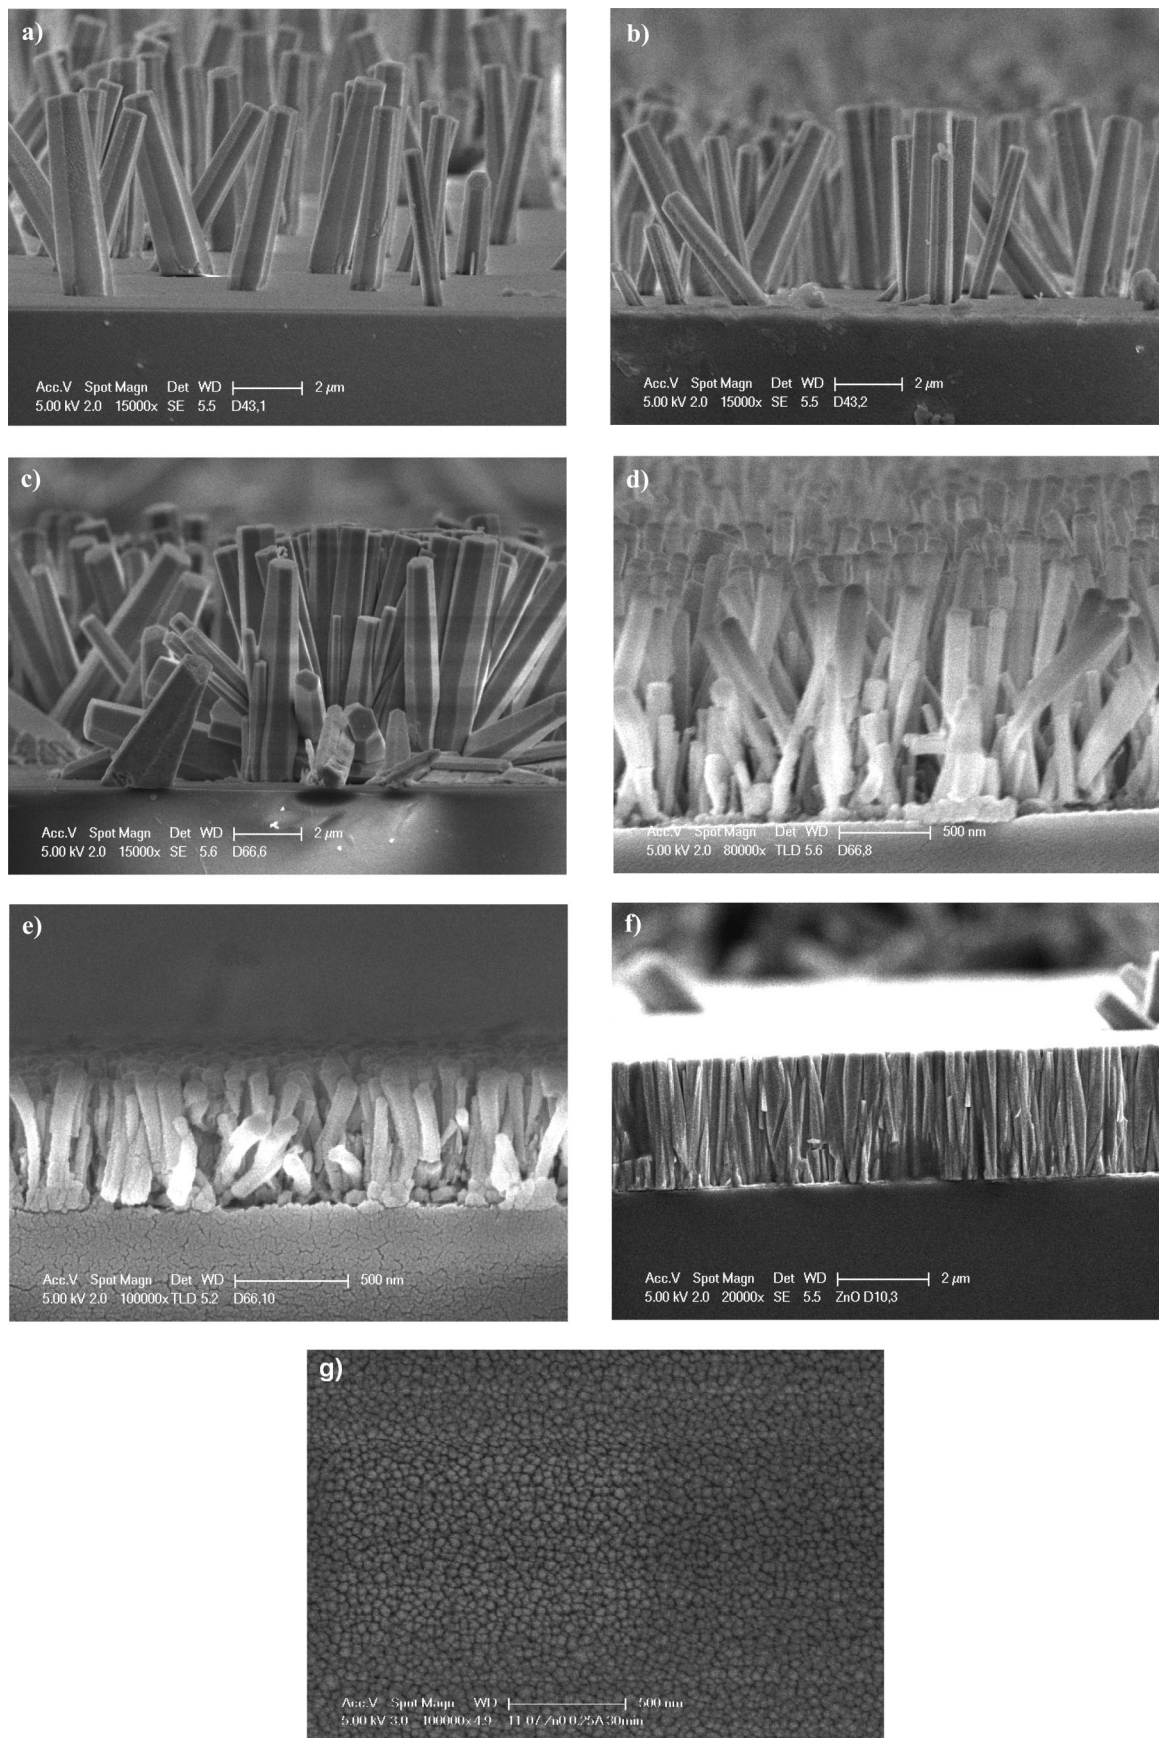 a)
Acc.V Spot Magn Det WD 2 μm
5.00 kV 2.0 15000x SE 5.5 D43,1
b)
Acc.V Spot Magn Det WD 2 μm
5.00 kV 2.0 15000x SE 5.5 D43,2
c)
Acc.V Spot Magn Det WD 2 μm
5.00 kV 2.0 15000x SE 5.6 D66,6
d)
Acc.V Spot Magn Det WD 500 nm
5.00 kV 2.0 80000x TLD 5.6 D66,8
e)
Acc.V Spot Magn Det WD 500 nm
5.00 kV 2.0 100000x TLD 5.2 D66,10
f)
Acc.V Spot Magn Det WD 2 μm
5.00 kV 2.0 20000x SE 5.5 ZnO D10,3
g)
Acc.V Spot Magn WD 500 nm
5.00 kV 3.0 100000x 4.9 11 07 ZnO 0.25A 30min